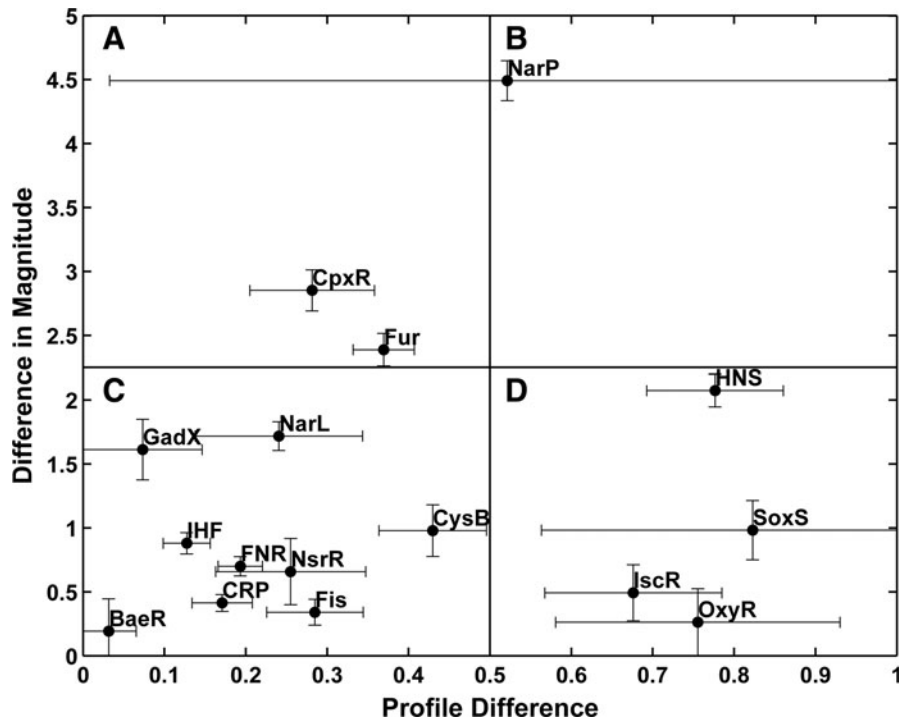 A
B
5
4.5
4
3.5
3
2.5
2
1.5
1
0.5
0
Difference in Magnitude
NarP
CpxR
Fur
C
D
HNS
NarL
GadX
CysB
SoxS
IHF
FNR
NsrR
IscR
CRP
Fis
OxyR
BaeR
0 0.1 0.2 0.3 0.4 0.5 0.6 0.7 0.8 0.9 1
Profile Difference